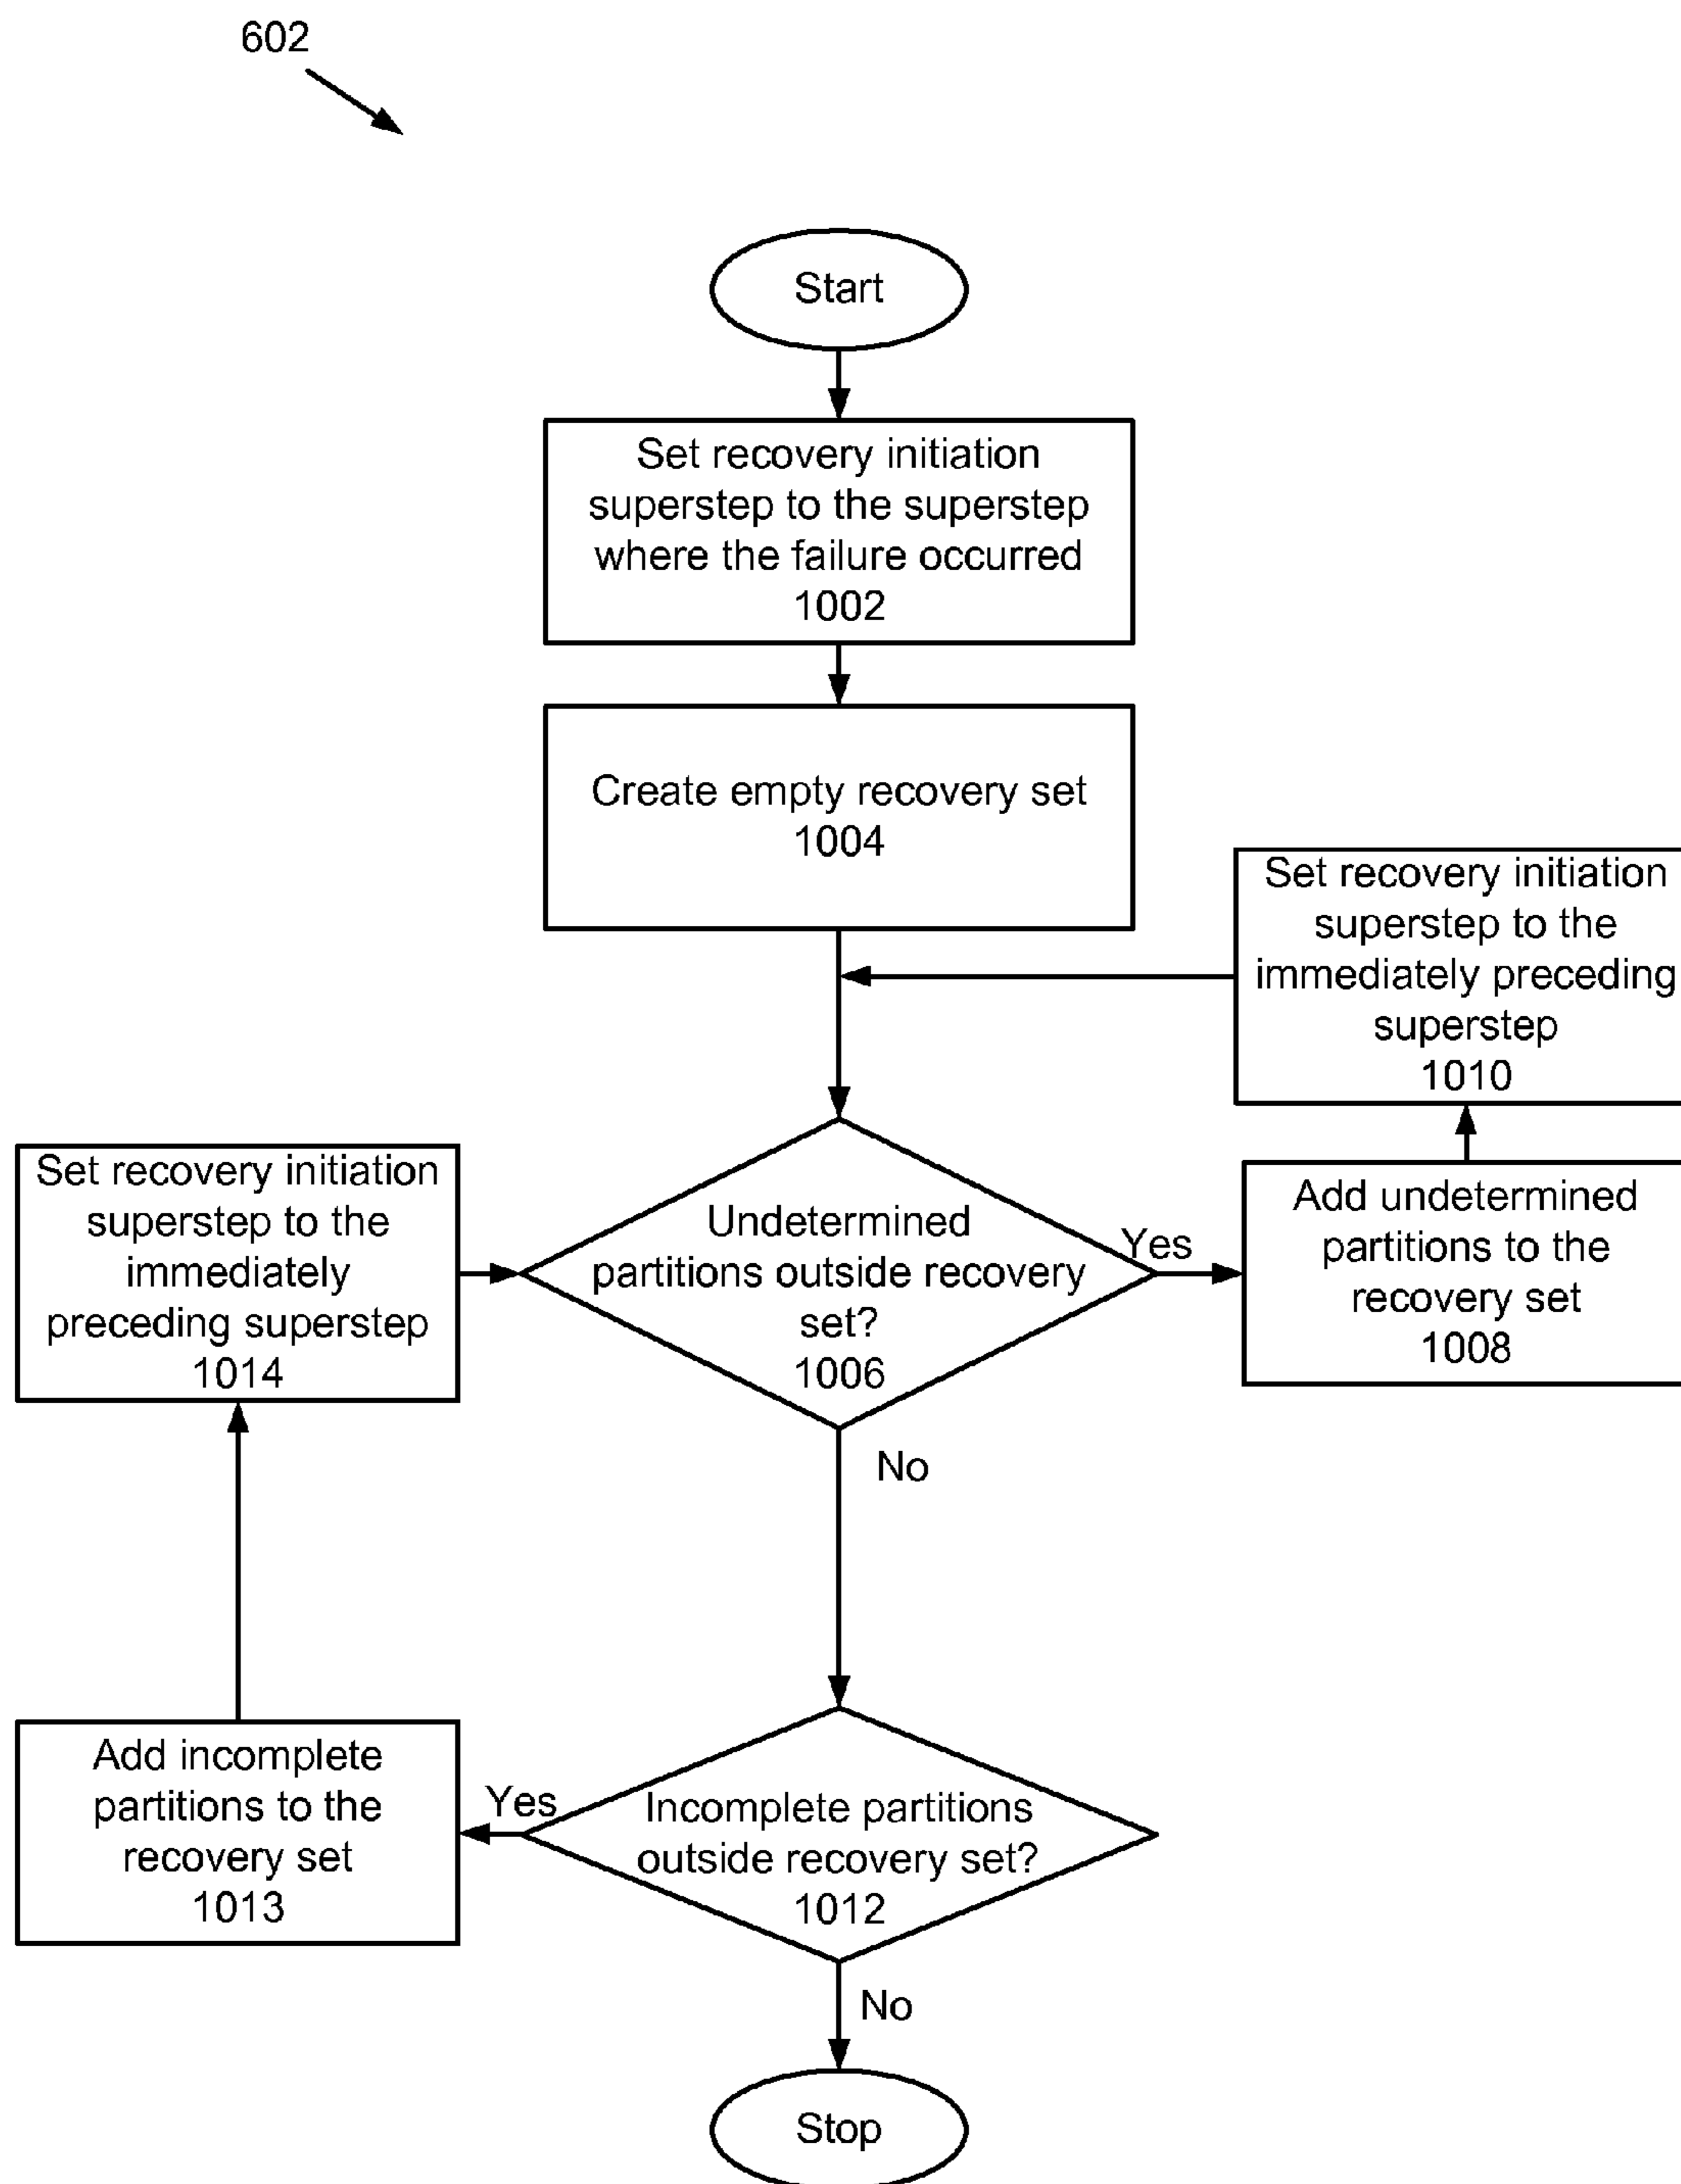 602
Start
Set recovery initiation
superstep to the superstep
where the failure occurred
1002
Create empty recovery set
1004
Set recovery initiation
superstep to the
immediately preceding
superstep
1010
Set recovery initiation
superstep to the
immediately
preceding superstep
1014
Undetermined
partitions outside recovery
set?
1006
Yes
Add undetermined
partitions to the
recovery set
1008
No
Add incomplete
partitions to the
recovery set
1013
Yes
Incomplete partitions
outside recovery set?
1012
No
Stop